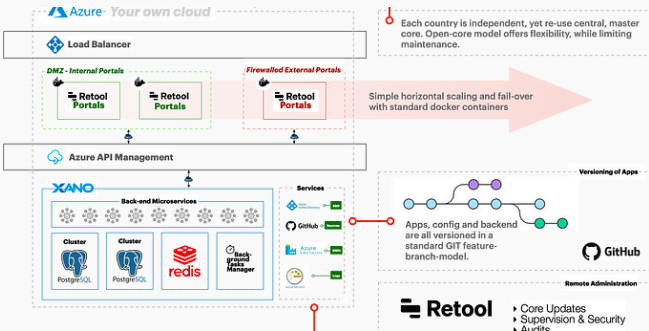 Azure Your own cloud
Each country is independent, yet re-use central, master
core. Open-core model offers flexibility, while limiting
maintenance.
Load Balancer
DMZ - Internal Portals
Firewalled External Portals
Retool
Portals
Retool
Portals
Retool
Portals
Simple horizontal scaling and fail-over
with standard docker containers
Azure API Management
Versioning of Apps
XANO
Back-end Microservices
Services
GitHub
Azure
Apps, config and backend
are all versioned in a
standard GIT feature-
branch-model.
GitHub
Cluster
PostgreSQL
Cluster
PostgreSQL
redis
Back-
ground
Tasks
Manager
Logs
Remote Administration
Retool
Core Updates
Supervision & Security
Audits